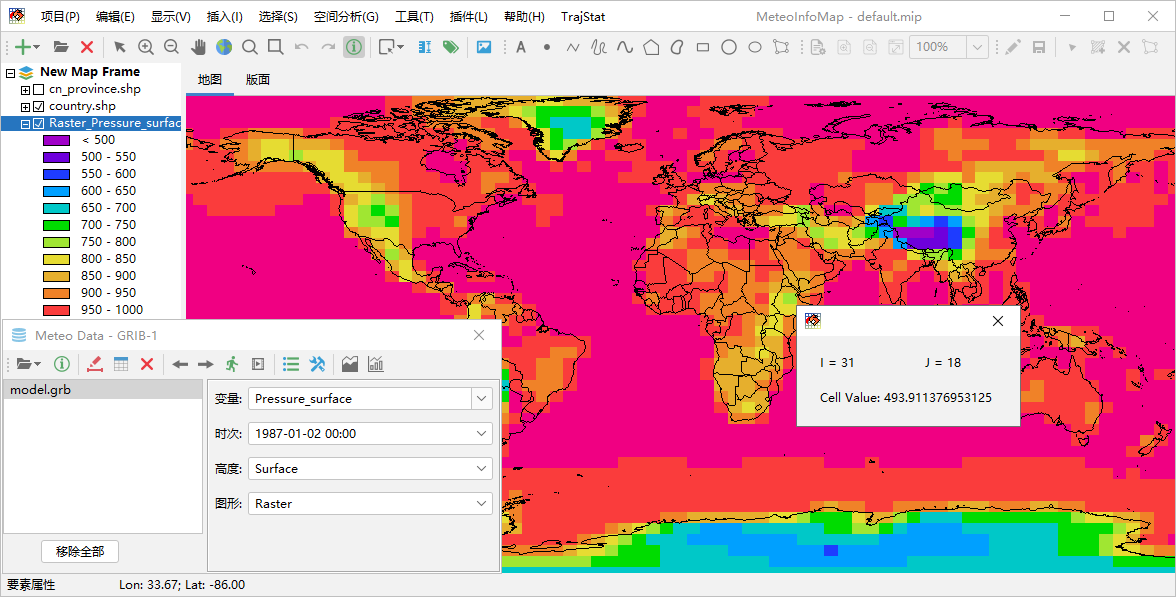 项目(P) 编辑(E) 显示(V) 插入(I) 选择(S) 空间分析(G) 工具(T) 插件(L) 帮助(H) TrajStat MeteoInfoMap - default.mip
A 100%
New Map Frame
cn_province.shp
country.shp
Raster_Pressure_surfac
< 500
500 - 550
550 - 600
600 - 650
650 - 700
700 - 750
750 - 800
800 - 850
850 - 900
900 - 950
950 - 1000
地图 版面
Meteo Data - GRIB-1
model.grb
变量: Pressure_surface
时次: 1987-01-02 00:00
高度: Surface
图形: Raster
移除全部
I = 31 J = 18
Cell Value: 493.911376953125
要素属性 Lon: 33.67; Lat: -86.00